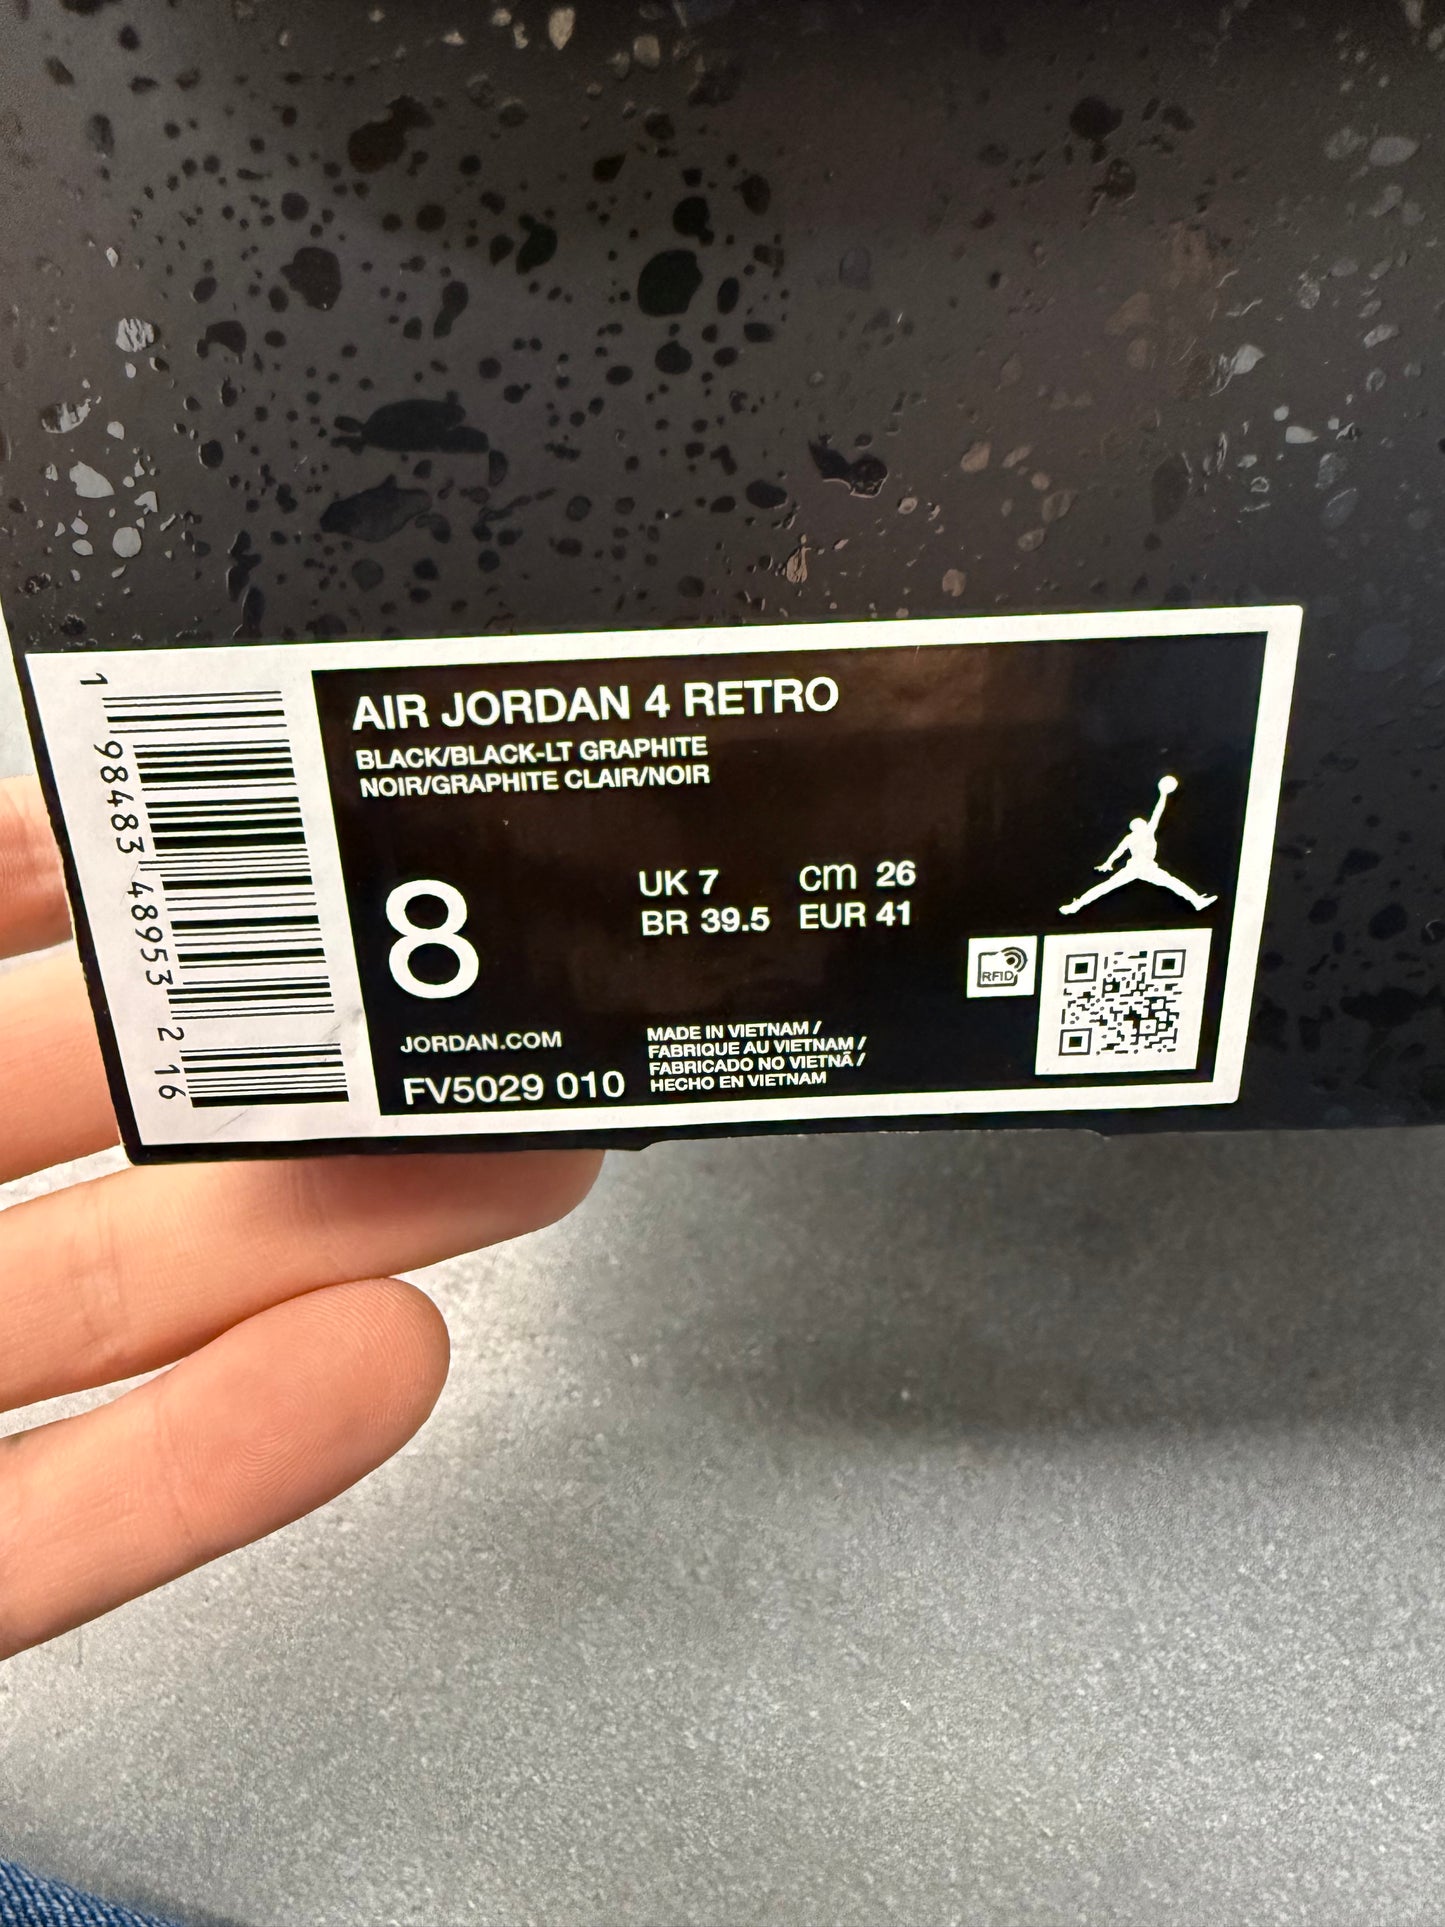 1 98483 48953 2 16
AIR JORDAN 4 RETRO
BLACK/BLACK-LT GRAPHITE
NOIR/GRAPHITE CLAIR/NOIR
8
UK 7 cm 26
BR 39.5 EUR 41
RFID
JORDAN.COM
FV5029 010
MADE IN VIETNAM /
FABRIQUE AU VIETNAM /
FABRICADO NO VIETNÃ /
HECHO EN VIETNAM